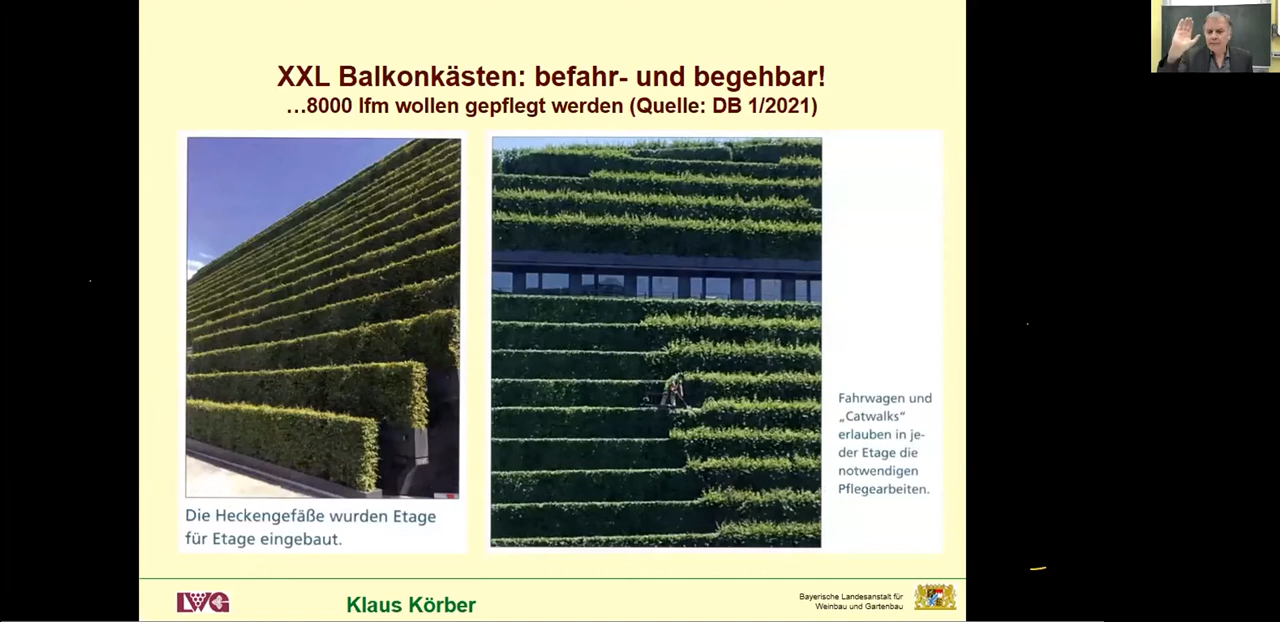 XXL Balkonkästen: befahr- und begehbar!
…8000 lfm wollen gepflegt werden (Quelle: DB 1/2021)
Die Heckengefäße wurden Etage
für Etage eingebaut.
Fahrwagen und
„Catwalks“
erlauben in je-
der Etage die
notwendigen
Pflegearbeiten.
LWG
Klaus Körber
Bayerische Landesanstalt für
Weinbau und Gartenbau